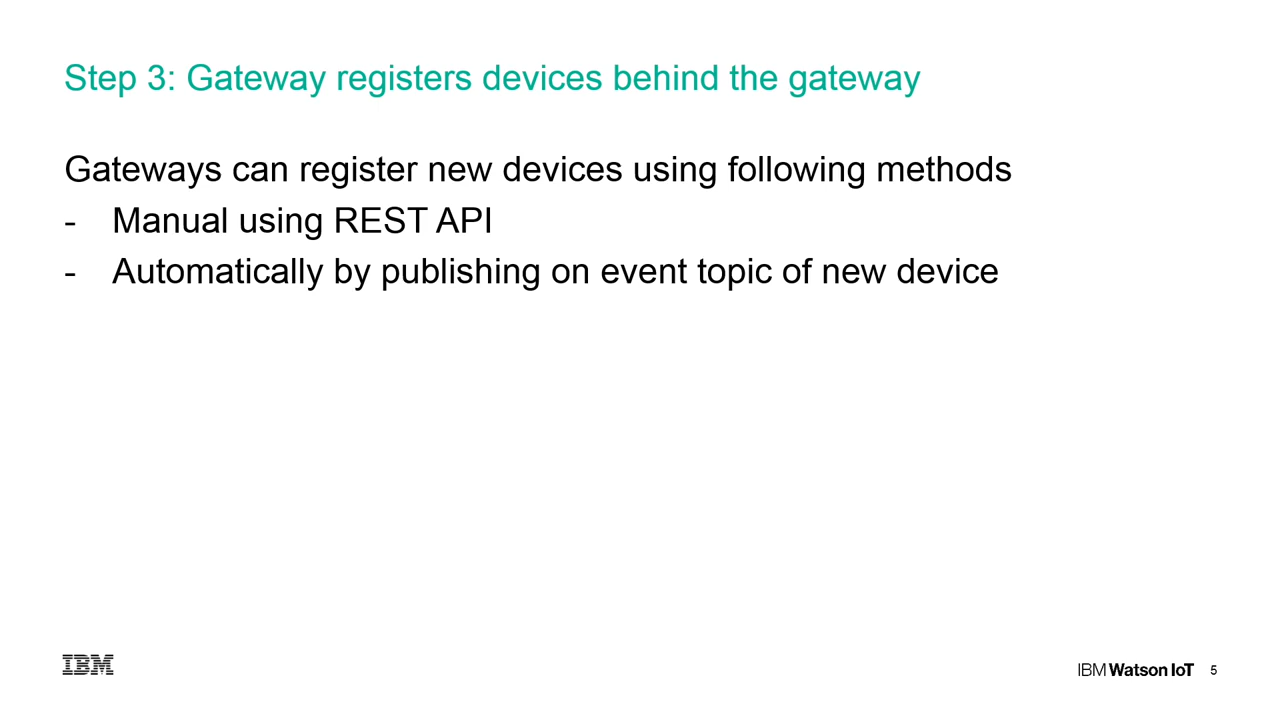 Step 3: Gateway registers devices behind the gateway
Gateways can register new devices using following methods
- Manual using REST API
- Automatically by publishing on event topic of new device
IBM
IBM Watson IoT 5